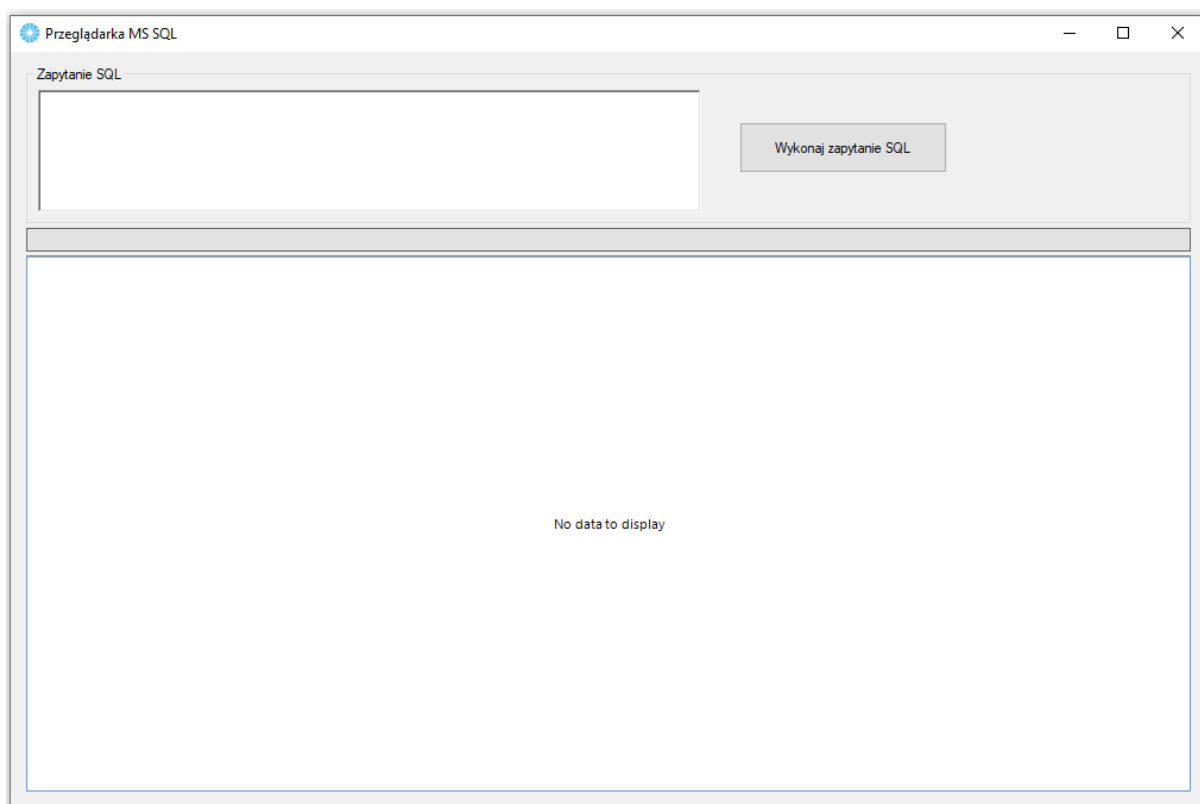 Przeglądarka MS SQL
Zapytanie SQL
Wykonaj zapytanie SQL
No data to display